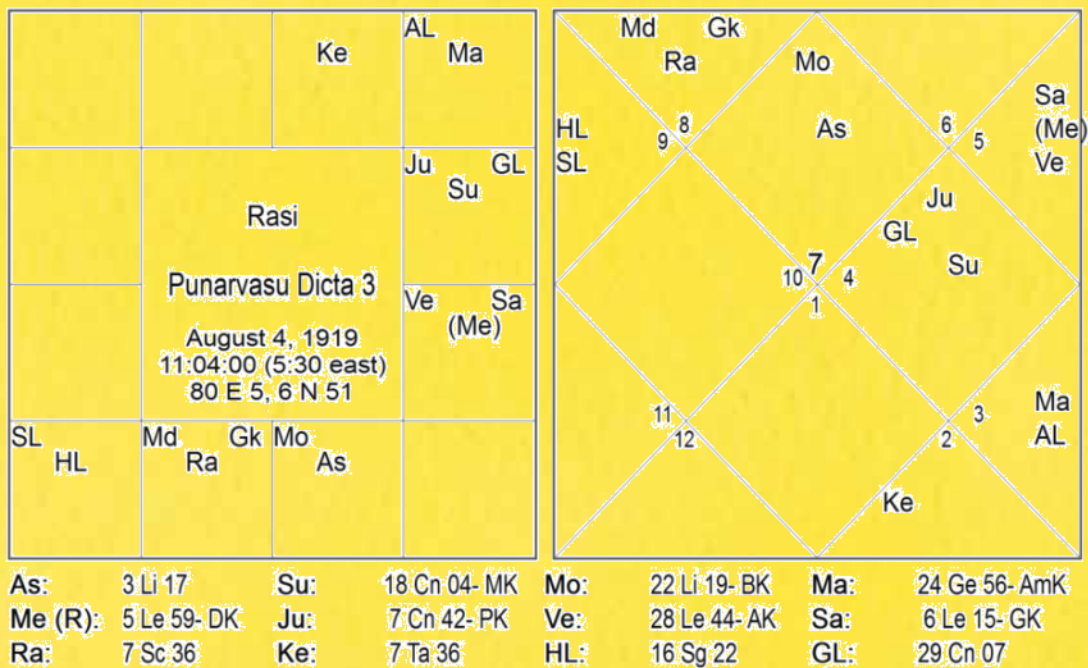 Ke
AL
Ma
Ju GL
Su
Rasi
Punarvasu Dicta 3
August 4, 1919
11:04:00 (5:30 east)
80 E 5, 6 N 51
Ve Sa
(Me)
SL
HL
Md Gk
Ra
Mo
As
Md Gk
Ra
Mo
As
HL
SL
9 8
6 5
Sa
(Me)
Ve
Ju
GL
Su
7
10 4
1
11
12
3
2
Ma
AL
Ke
As: 3 Li 17 Su: 18 Cn 04- MK Mo: 22 Li 19- BK Ma: 24 Ge 56- AmK
Me (R): 5 Le 59- DK Ju: 7 Cn 42- PK Ve: 28 Le 44- AK Sa: 6 Le 15- GK
Ra: 7 Sc 36 Ke: 7 Ta 36 HL: 16 Sg 22 GL: 29 Cn 07